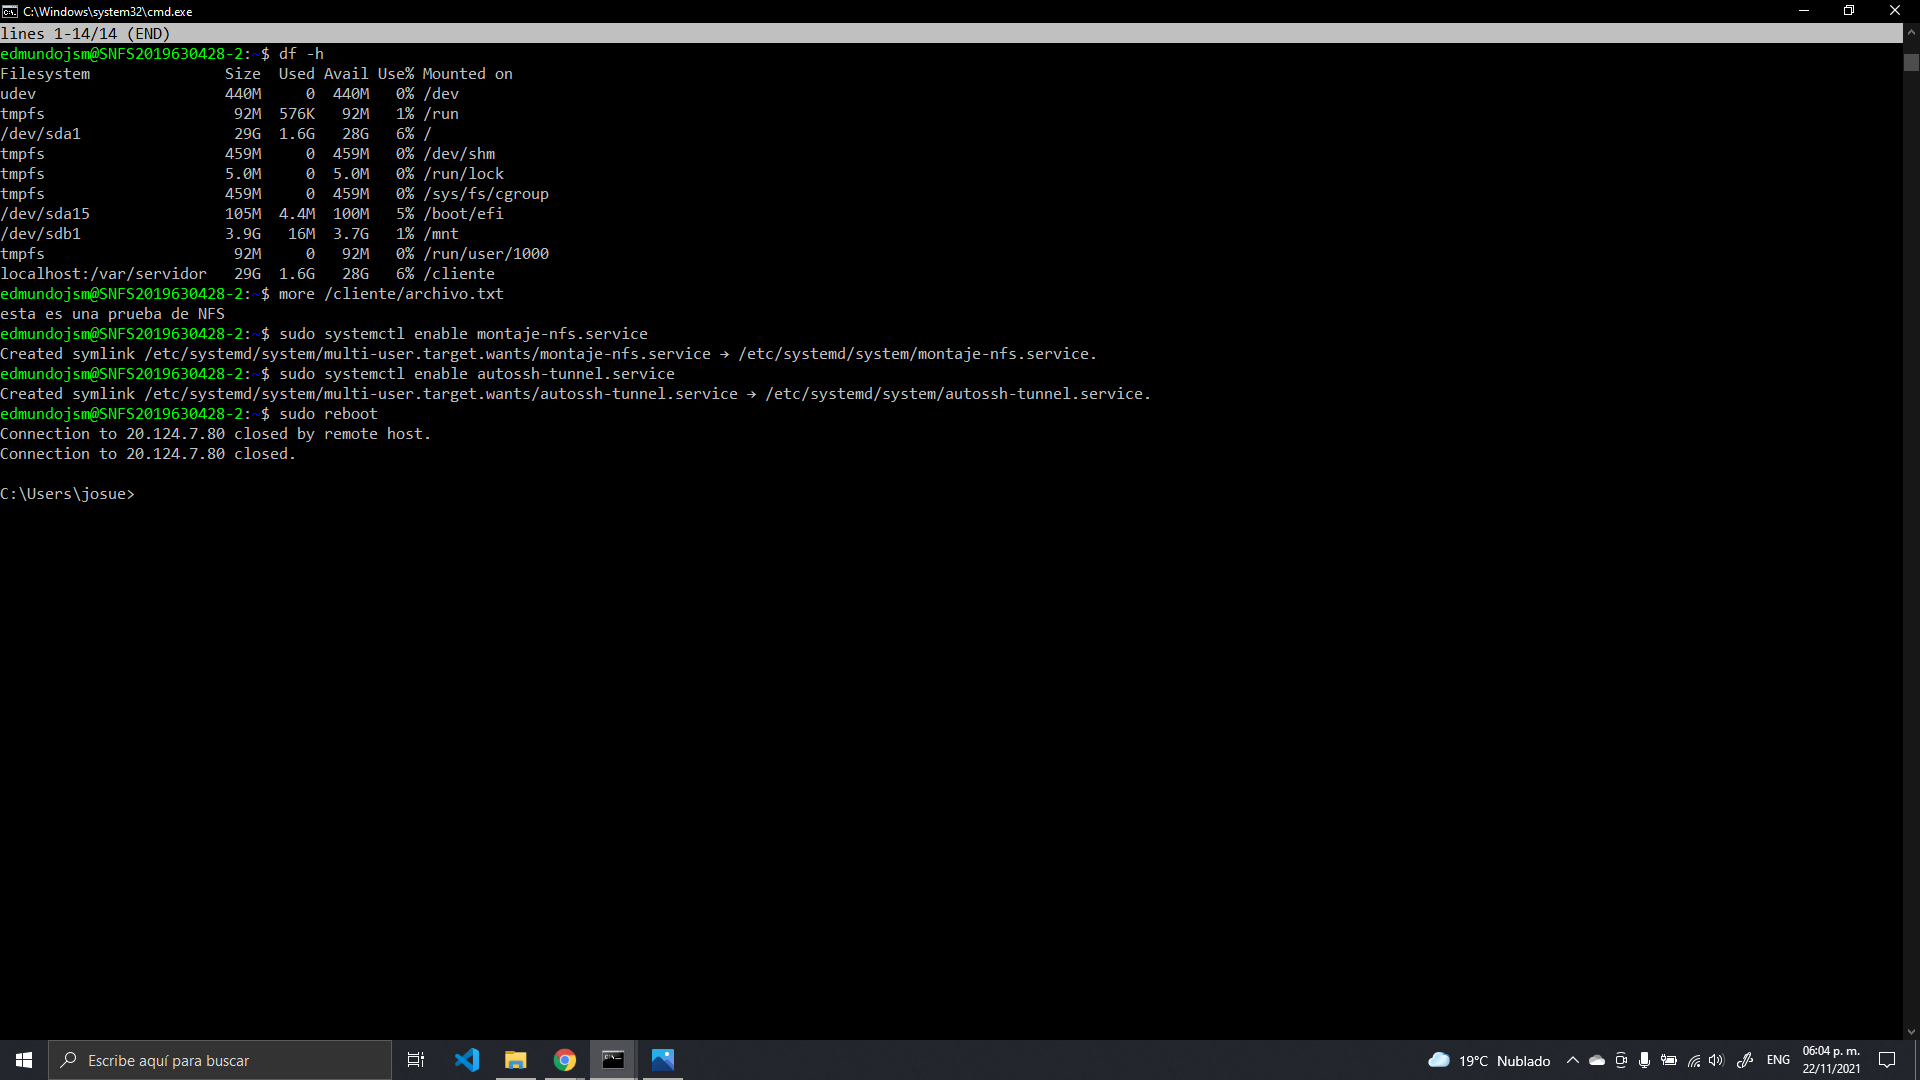 C:\Windows\system32\cmd.exe
lines 1-14/14 (END)
edmundojsm@SNFS2019630428-2:~$ df -h
Filesystem               Size  Used Avail Use% Mounted on
udev                     440M     0  440M   0% /dev
tmpfs                     92M  576K   92M   1% /run
/dev/sda1                 29G  1.6G   28G   6% /
tmpfs                    459M     0  459M   0% /dev/shm
tmpfs                    5.0M     0  5.0M   0% /run/lock
tmpfs                    459M     0  459M   0% /sys/fs/cgroup
/dev/sda15               105M  4.4M  100M   5% /boot/efi
/dev/sdb1                3.9G   16M  3.7G   1% /mnt
tmpfs                     92M     0   92M   0% /run/user/1000
localhost:/var/servidor   29G  1.6G   28G   6% /cliente
edmundojsm@SNFS2019630428-2:~$ more /cliente/archivo.txt
esta es una prueba de NFS
edmundojsm@SNFS2019630428-2:~$ sudo systemctl enable montaje-nfs.service
Created symlink /etc/systemd/system/multi-user.target.wants/montaje-nfs.service → /etc/systemd/system/montaje-nfs.service.
edmundojsm@SNFS2019630428-2:~$ sudo systemctl enable autossh-tunnel.service
Created symlink /etc/systemd/system/multi-user.target.wants/autossh-tunnel.service → /etc/systemd/system/autossh-tunnel.service.
edmundojsm@SNFS2019630428-2:~$ sudo reboot
Connection to 20.124.7.80 closed by remote host.
Connection to 20.124.7.80 closed.
C:\Users\josue>
Escribe aquí para buscar
19°C Nublado
ENG
06:04 p. m.
22/11/2021